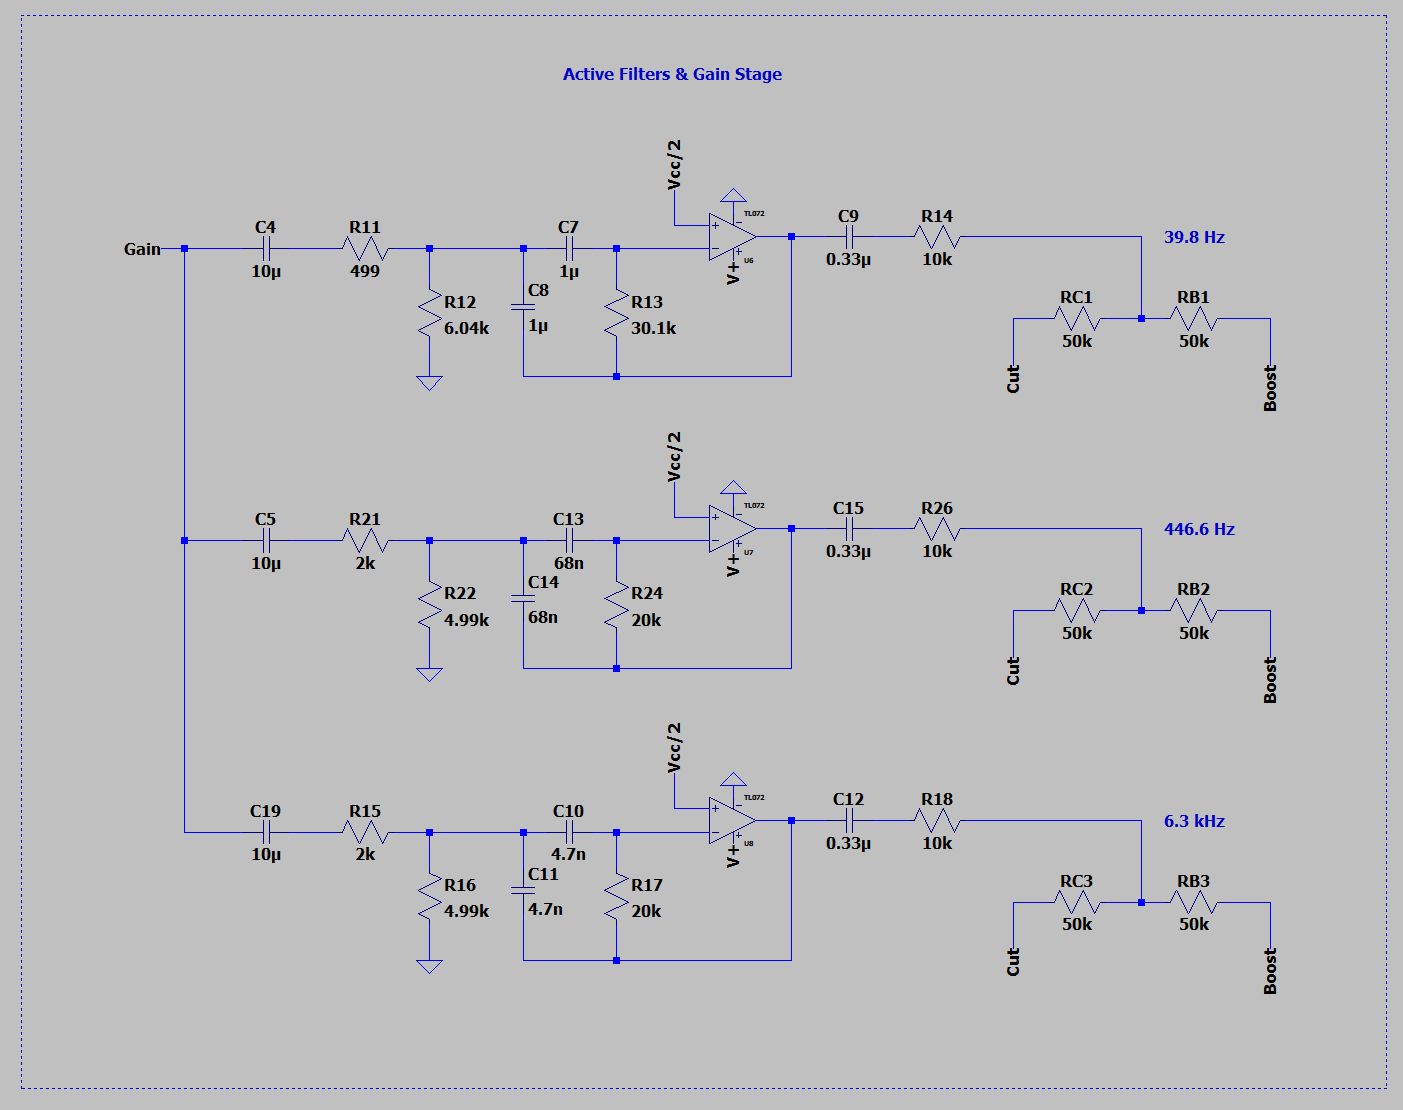 Active Filters & Gain Stage
Vcc/2
C4
R11
C7
TL072
C9
R14
39.8 Hz
Gain
10µ
499
1µ
+
−
−
+
U6
V+
0.33µ
10k
R12
6.04k
C8
1µ
R13
30.1k
RC1
50k
RB1
50k
Cut
Boost
Vcc/2
C5
R21
C13
TL072
C15
R26
446.6 Hz
10µ
2k
68n
+
−
−
+
U7
V+
0.33µ
10k
R22
4.99k
C14
68n
R24
20k
RC2
50k
RB2
50k
Cut
Boost
Vcc/2
C19
R15
C10
TL072
C12
R18
6.3 kHz
10µ
2k
4.7n
+
−
−
+
U8
V+
0.33µ
10k
R16
4.99k
C11
4.7n
R17
20k
RC3
50k
RB3
50k
Cut
Boost